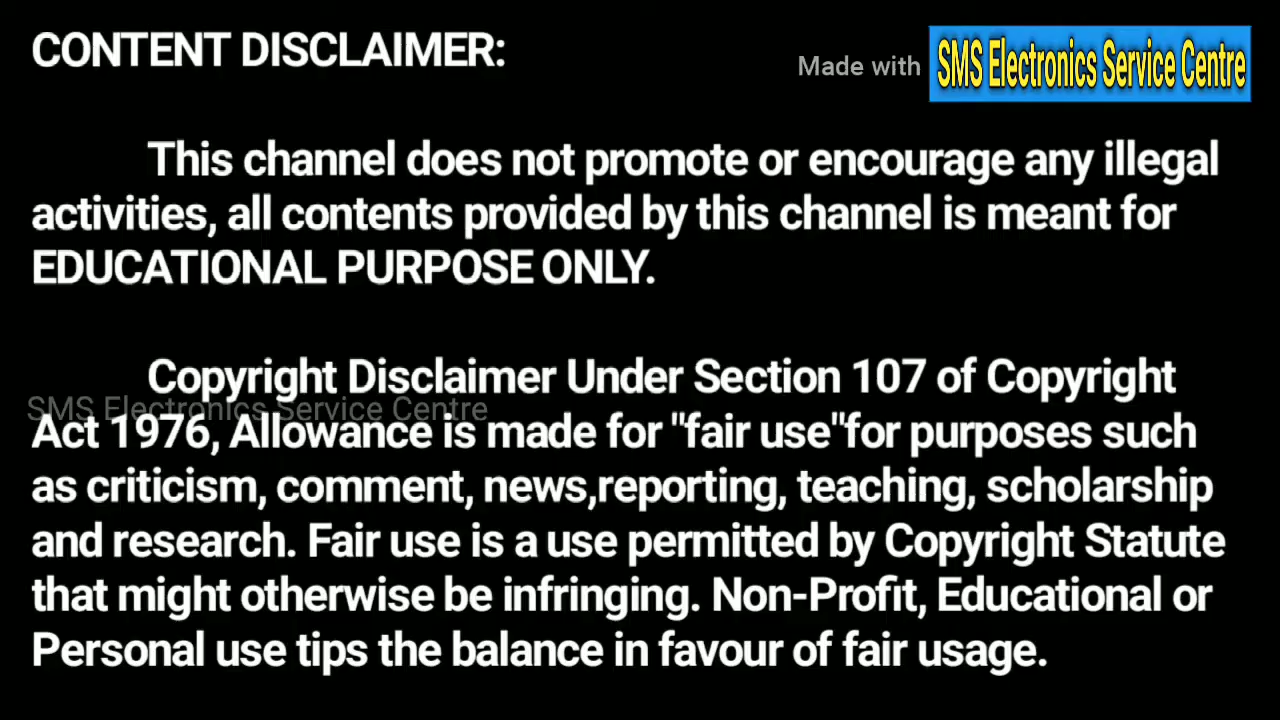 CONTENT DISCLAIMER:
Made with SMS Electronics Service Centre
This channel does not promote or encourage any illegal
activities, all contents provided by this channel is meant for
EDUCATIONAL PURPOSE ONLY.
Copyright Disclaimer Under Section 107 of Copyright
SMS Electronics Service Centre
Act 1976, Allowance is made for "fair use"for purposes such
as criticism, comment, news,reporting, teaching, scholarship
and research. Fair use is a use permitted by Copyright Statute
that might otherwise be infringing. Non-Profit, Educational or
Personal use tips the balance in favour of fair usage.